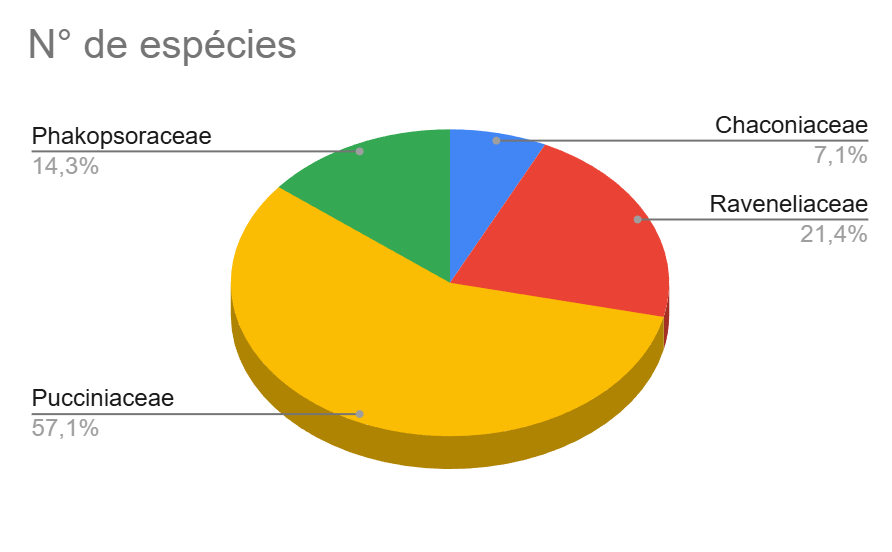 N° de espécies
Phakopsoraceae
14,3%
Chaconiaceae
7,1%
Raveneliaceae
21,4%
Pucciniaceae
57,1%